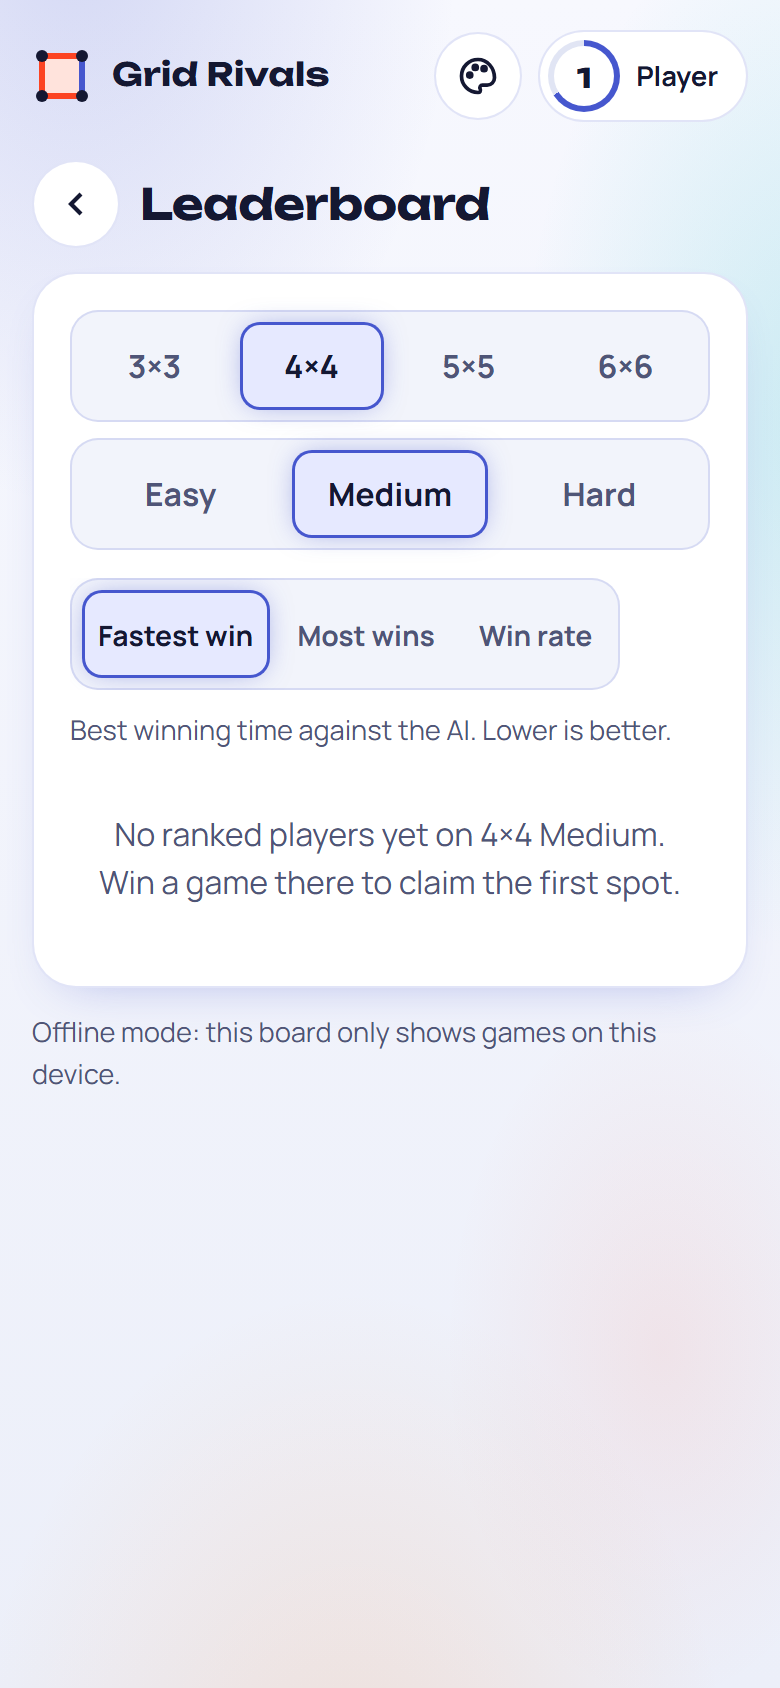 Grid Rivals
1 Player
Leaderboard
3×3 4×4 5×5 6×6
Easy Medium Hard
Fastest win Most wins Win rate
Best winning time against the AI. Lower is better.
No ranked players yet on 4×4 Medium.
Win a game there to claim the first spot.
Offline mode: this board only shows games on this
device.